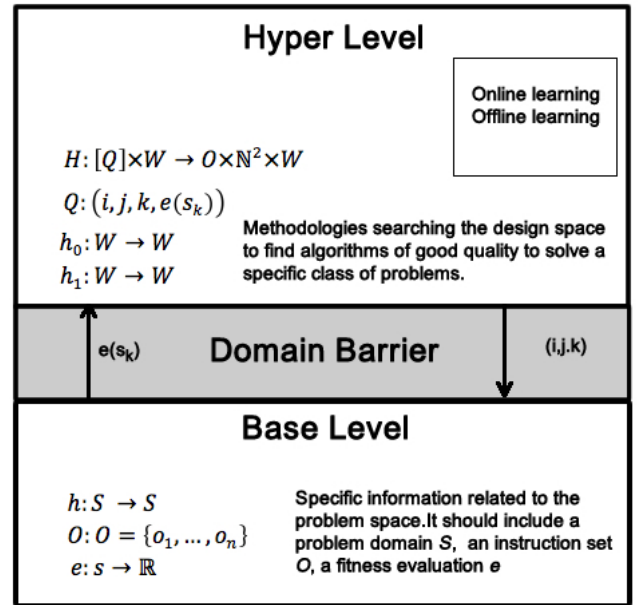 Hyper Level
Online learning
Offline learning
H: [Q]×W → O×ℕ²×W
Q: (i, j, k, e(sₖ))
h₀: W → W
h₁: W → W
Methodologies searching the design space
to find algorithms of good quality to solve a
specific class of problems.
e(sₖ)
Domain Barrier
(i,j.k)
Base Level
h: S → S
O: O = {o₁, ..., oₙ}
e: s → ℝ
Specific information related to the
problem space.It should include a
problem domain S, an instruction set
O, a fitness evaluation e